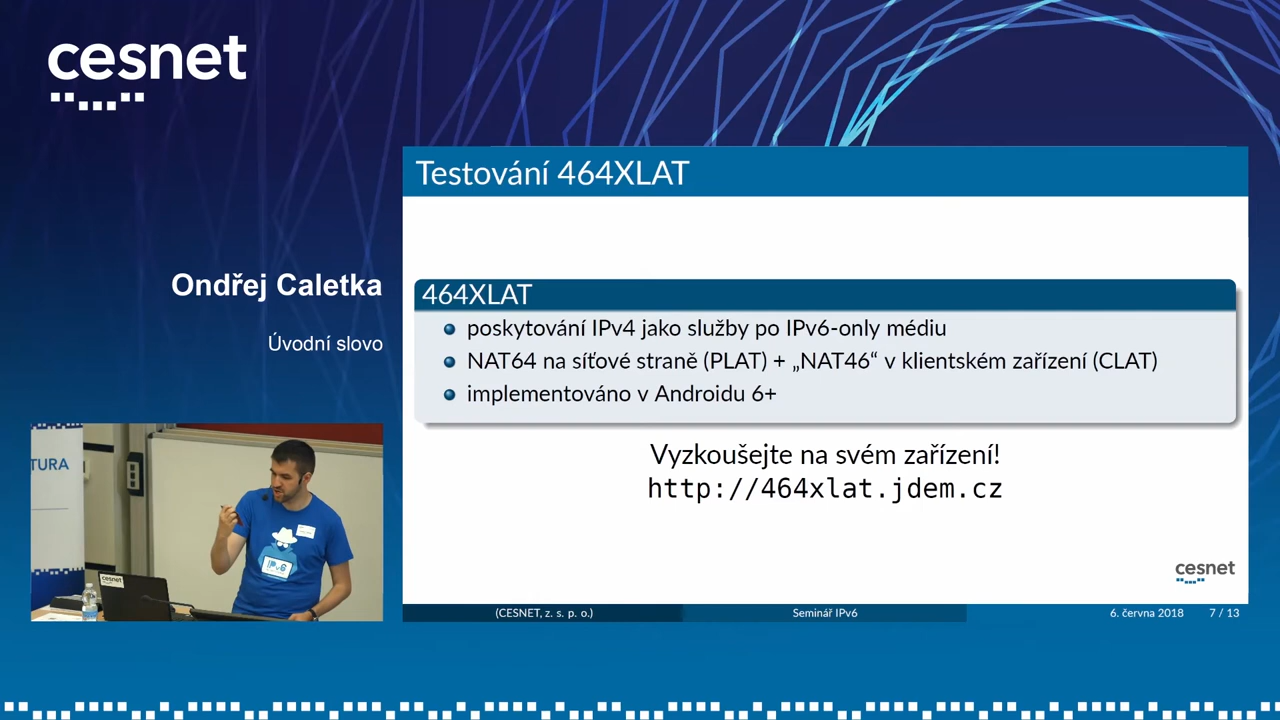 cesnet
Testování 464XLAT
464XLAT
poskytování IPv4 jako služby po IPv6-only médiu
NAT64 na síťové straně (PLAT) + „NAT46“ v klientském zařízení (CLAT)
implementováno v Androidu 6+
Vyzkoušejte na svém zařízení!
http://464xlat.jdem.cz
cesnet
(CESNET, z. s. p. o.)
Seminář IPv6
6. června 2018
7 / 13
Ondřej Caletka
Úvodní slovo
TURA
cesnet
IPv6